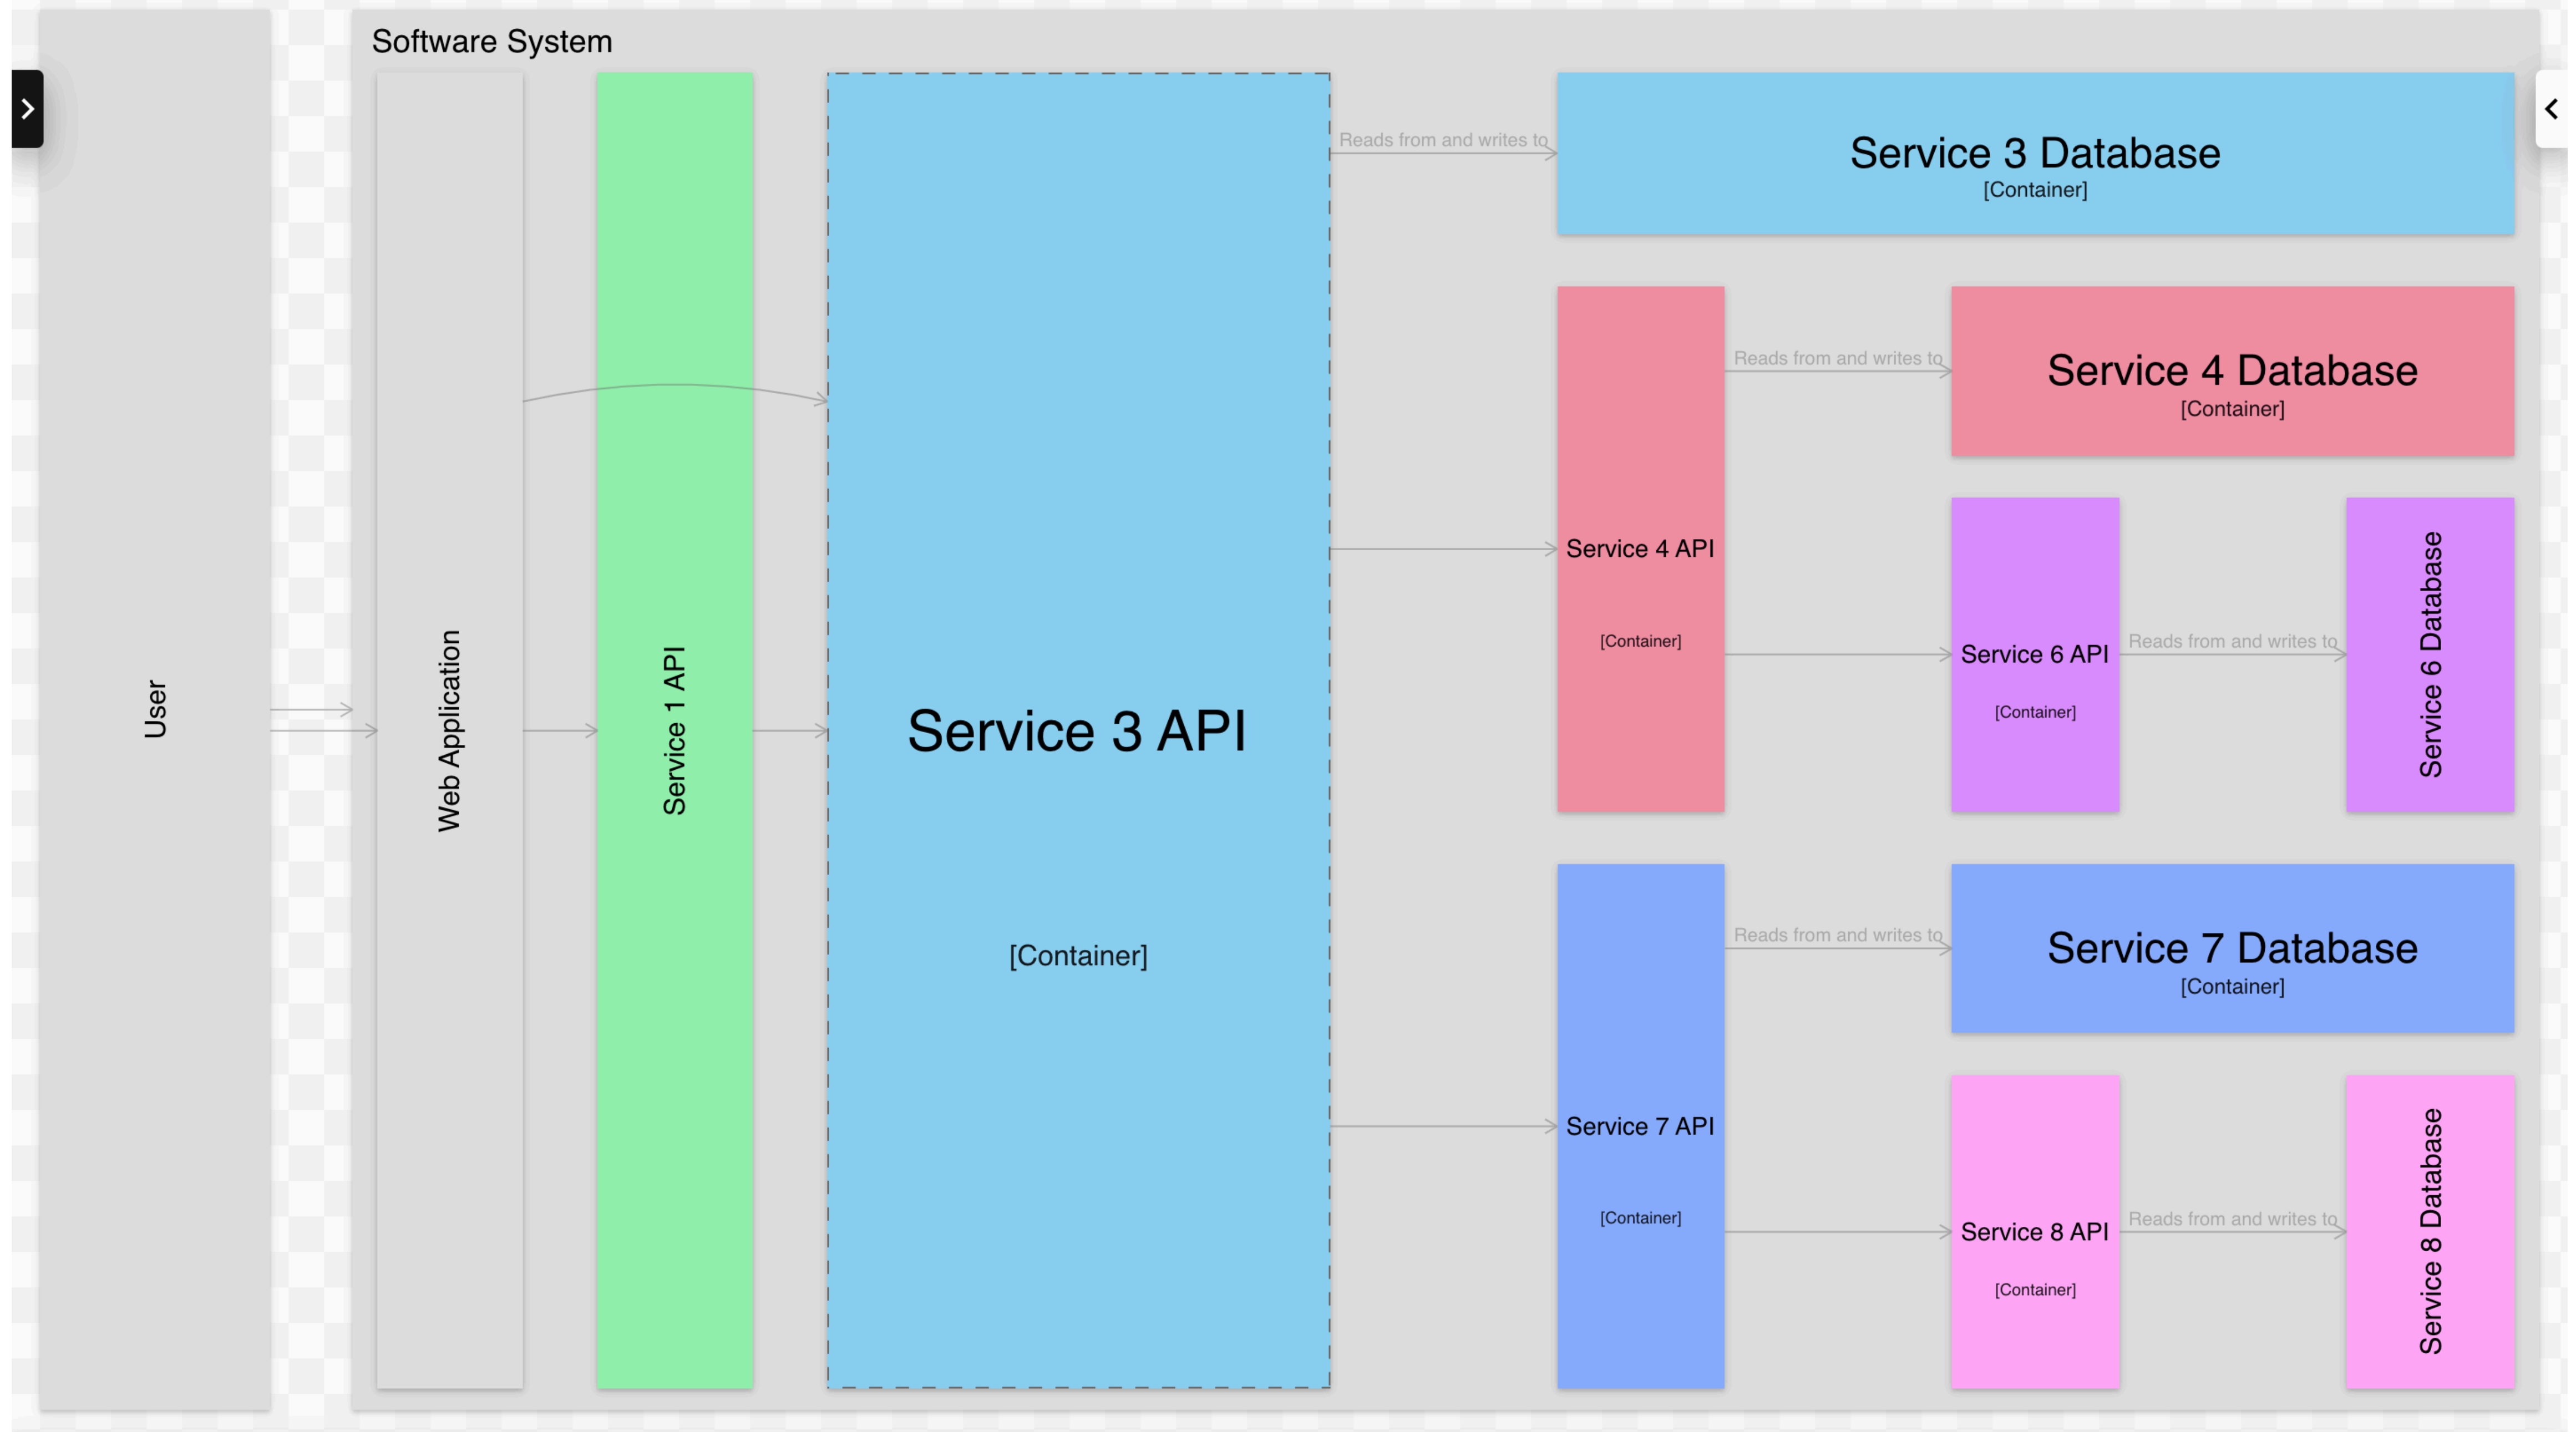 Software System
User
Web Application
Service 1 API
Service 3 API
[Container]
Reads from and writes to
Service 3 Database
[Container]
Service 4 API
[Container]
Reads from and writes to
Service 4 Database
[Container]
Service 6 API
[Container]
Reads from and writes to
Service 6 Database
Service 7 API
[Container]
Reads from and writes to
Service 7 Database
[Container]
Service 8 API
[Container]
Reads from and writes to
Service 8 Database